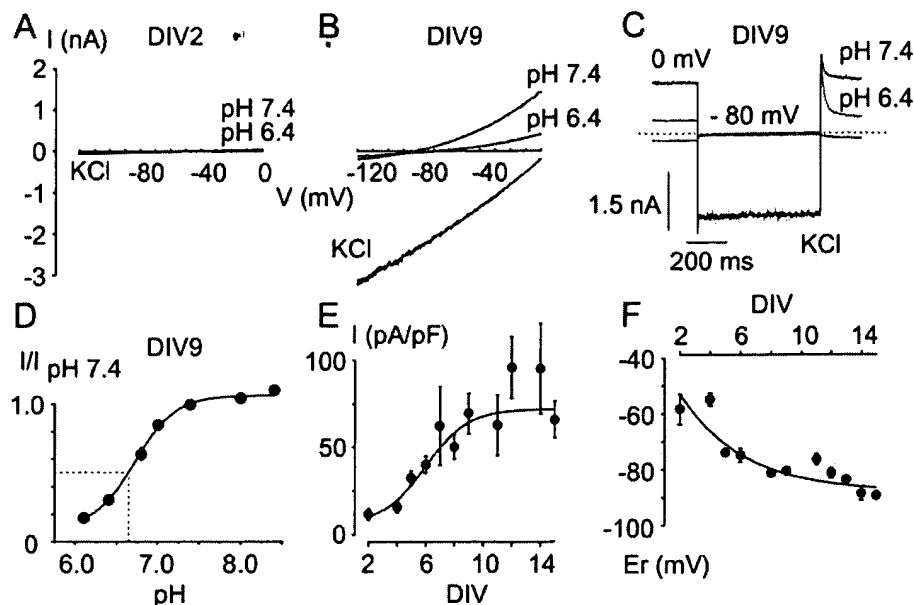 A I (nA) DIV2
2
1
0
-1
-2
-3
pH 7.4
pH 6.4
KCl -80 -40 0
V (mV)
B DIV9
pH 7.4
pH 6.4
-120 -80 -40
KCl
C DIV9
0 mV
pH 7.4
pH 6.4
- 80 mV
1.5 nA
200 ms
KCl
D DIV9
I/I pH 7.4
1.0
0
6.0 7.0 8.0
pH
E I (pA/pF)
100
50
0
2 6 10 14
DIV
F DIV
2 6 10 14
-40
-60
-80
-100
Er (mV)